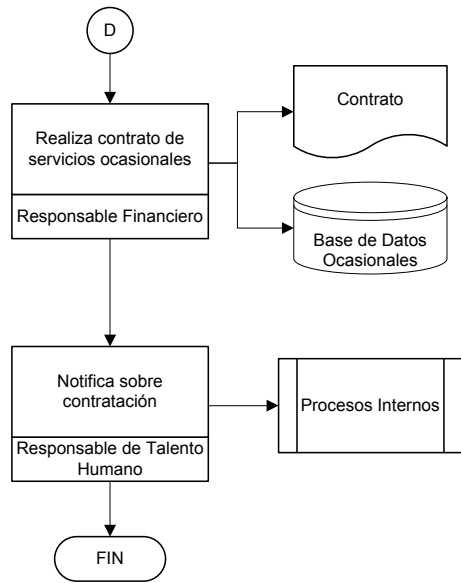 D
Realiza contrato de
servicios ocasionales
Responsable Financiero
Contrato
Base de Datos
Ocasionales
Notifica sobre
contratación
Responsable de Talento
Humano
Procesos Internos
FIN